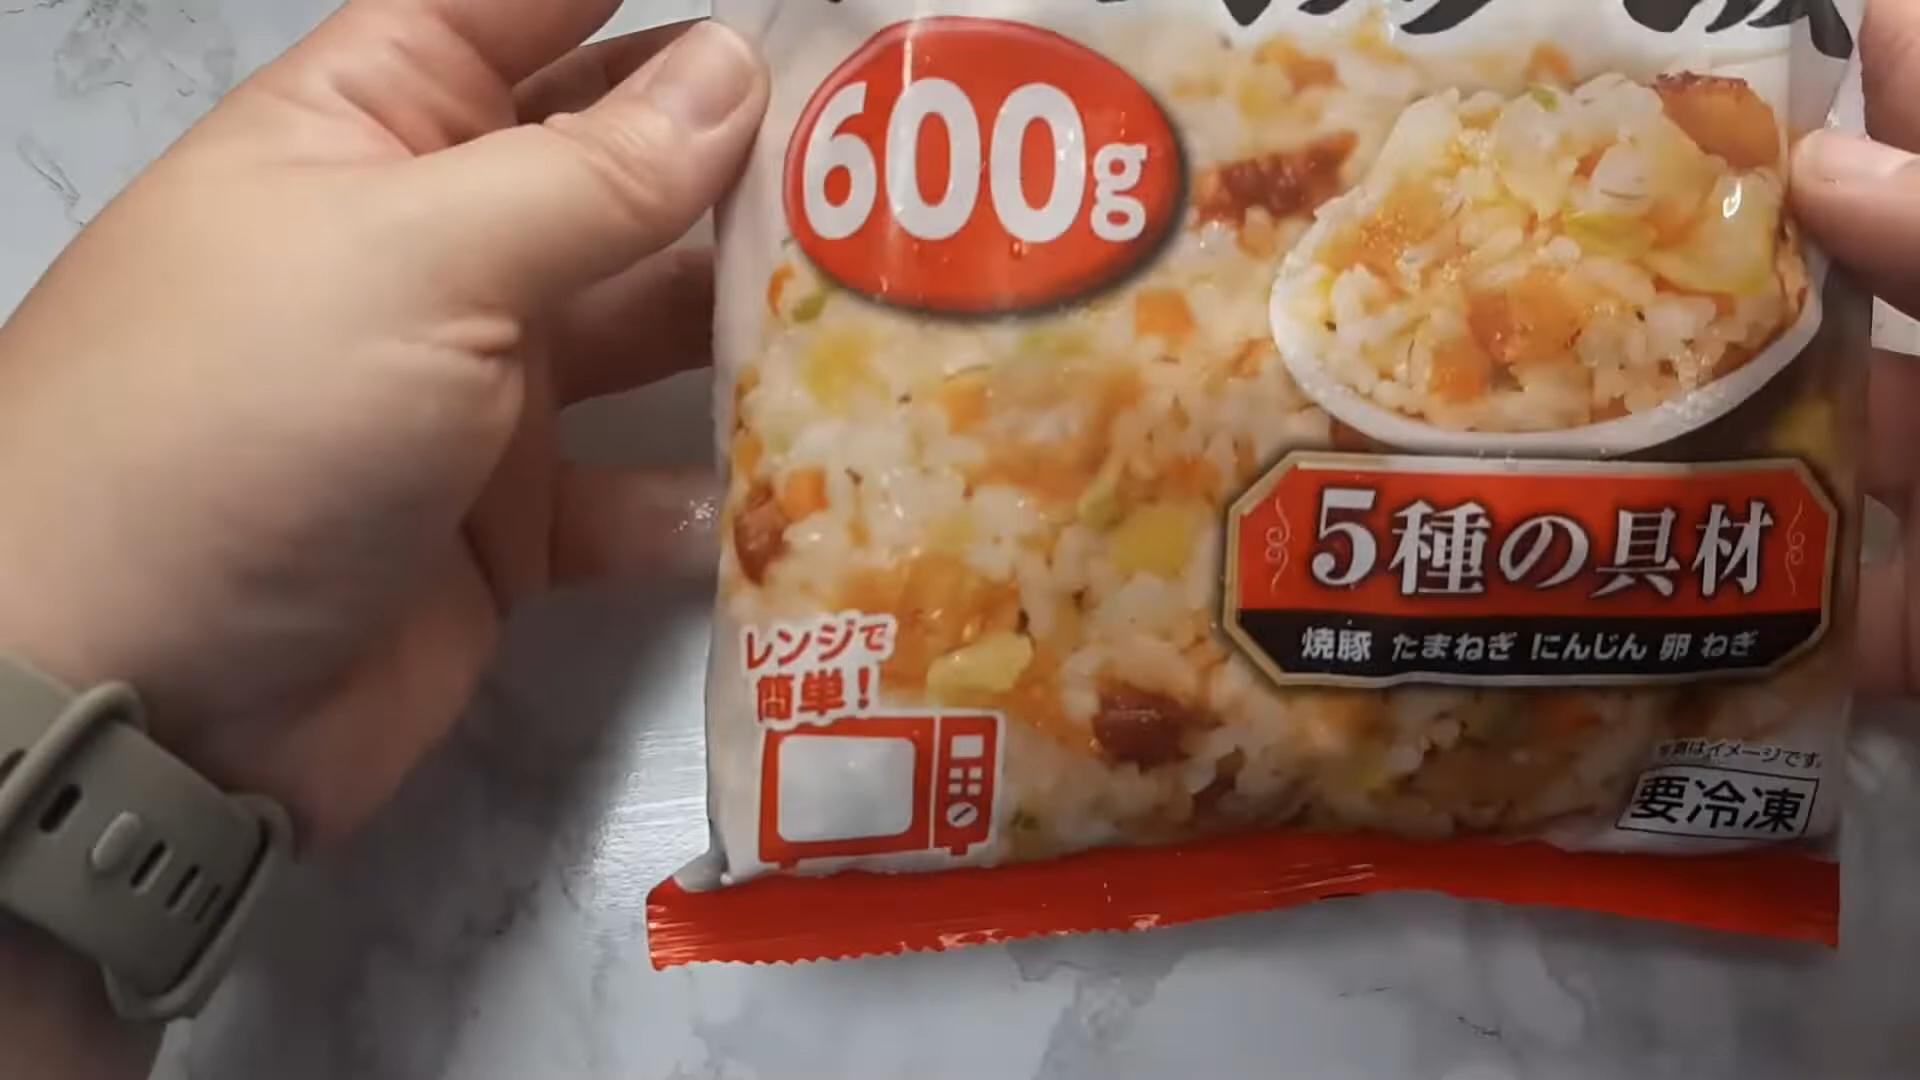 600g
5種の具材
焼豚 たまねぎ にんじん 卵 ねぎ
レンジで
簡単!
写真はイメージです。
要冷凍